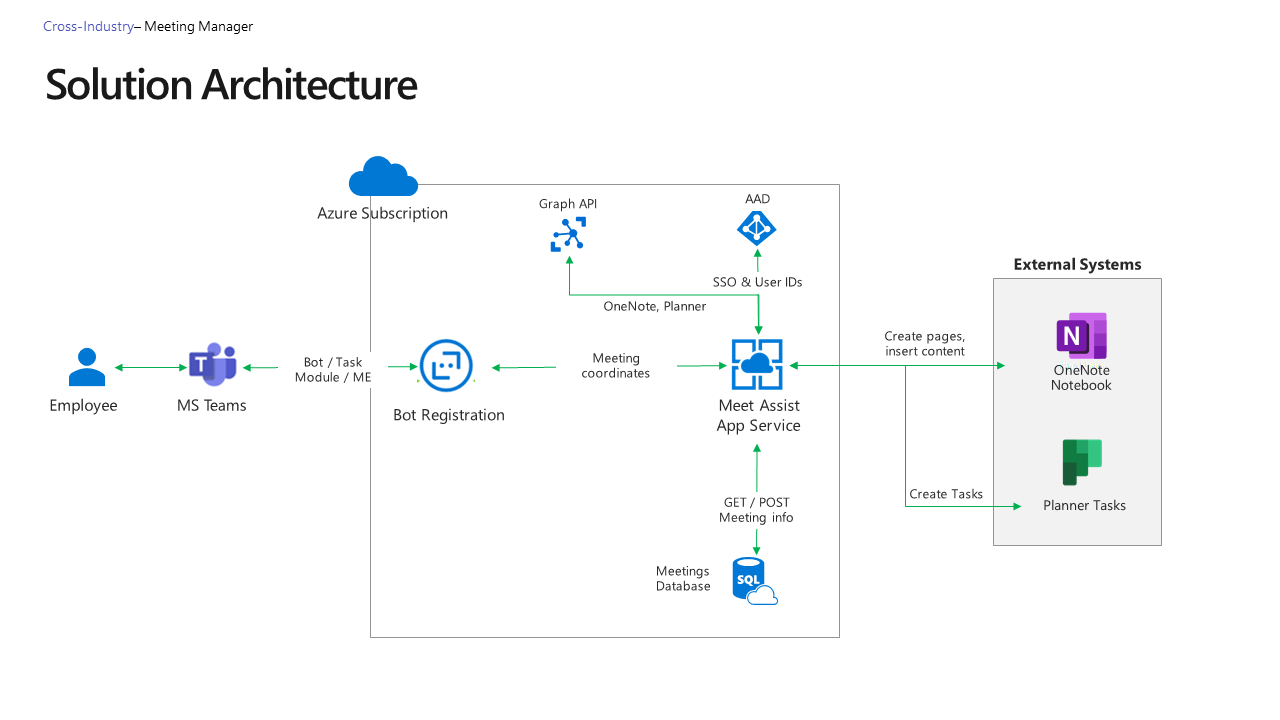 Cross-Industry– Meeting Manager
Solution Architecture
Azure Subscription
Graph API
AAD
SSO & User IDs
OneNote, Planner
External Systems
Employee
T
MS Teams
Bot / Task
Module / ME
Bot Registration
Meeting
coordinates
Meet Assist
App Service
Create pages,
insert content
N
OneNote
Notebook
Create Tasks
Planner Tasks
GET / POST
Meeting info
Meetings
Database
SQL